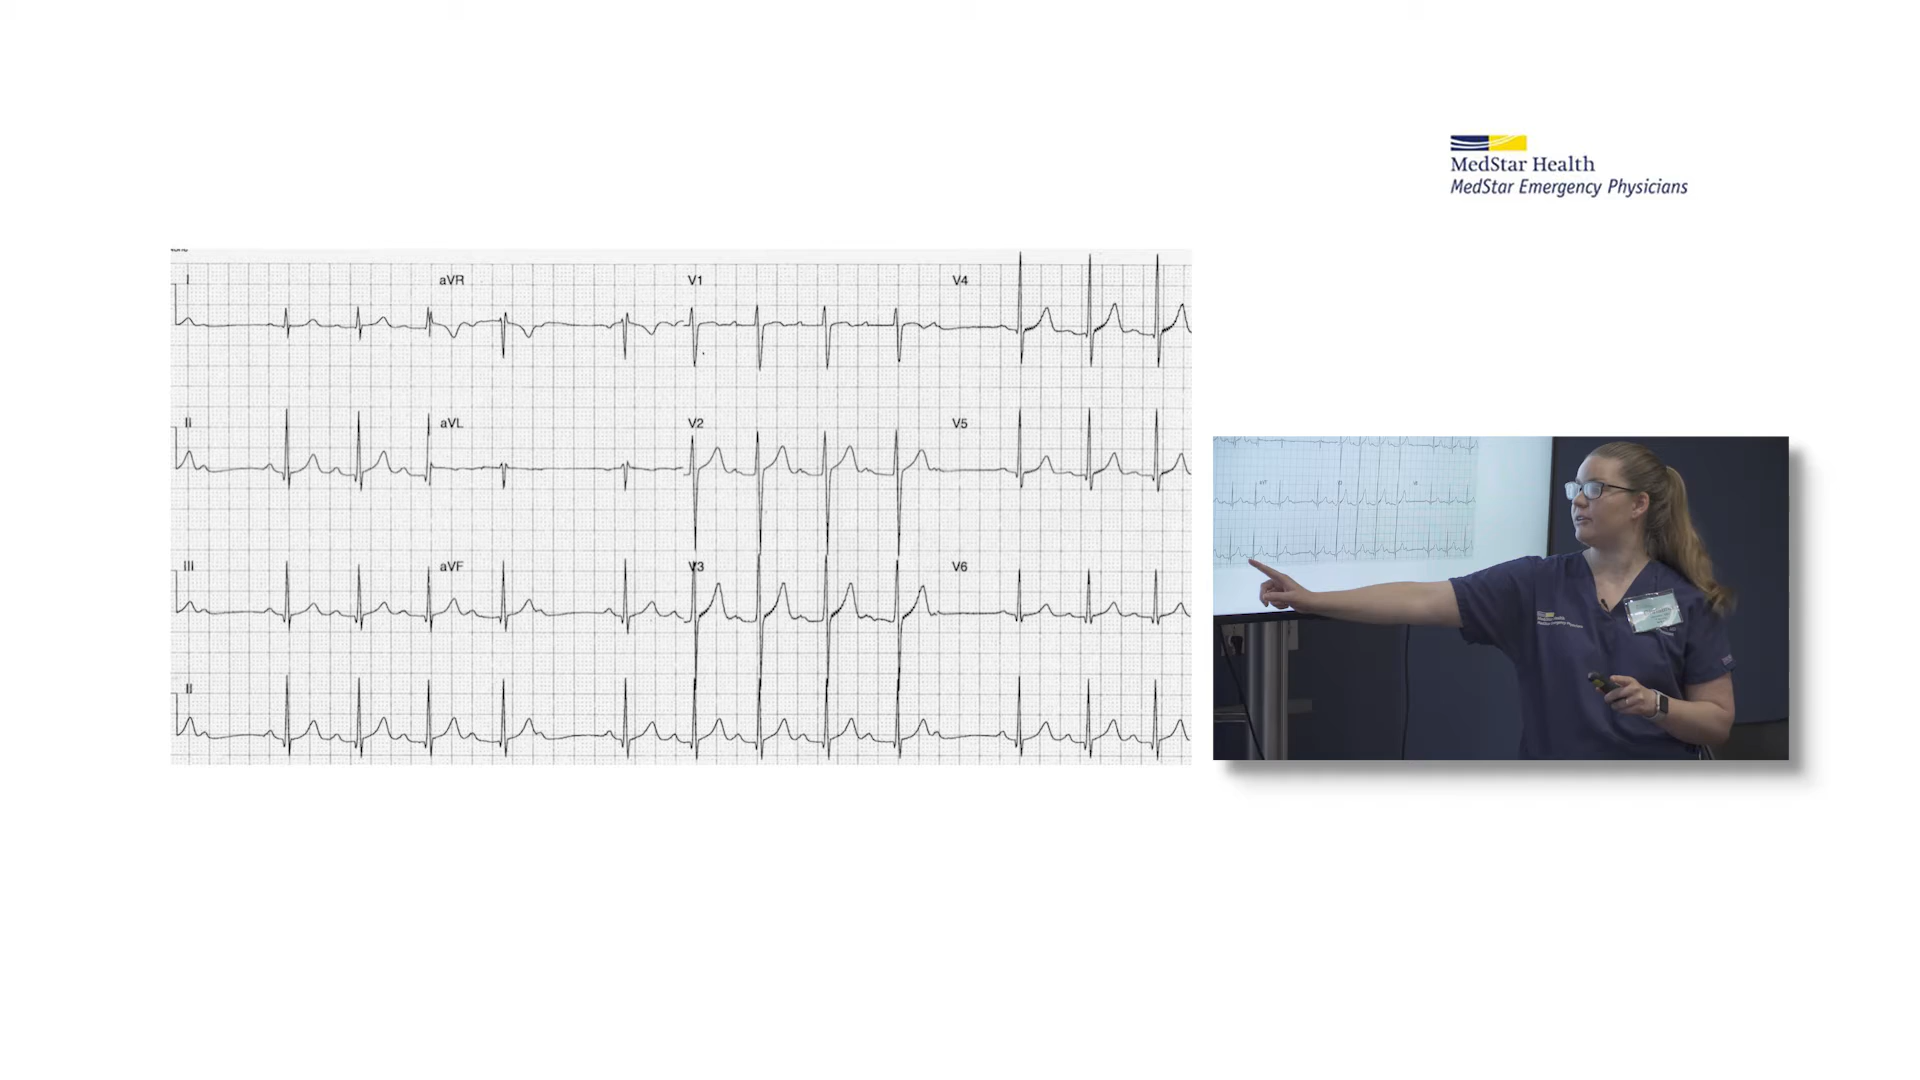 MedStar Health
MedStar Emergency Physicians
I
aVR
V1
V4
II
aVL
V2
V5
III
aVF
V3
V6
II